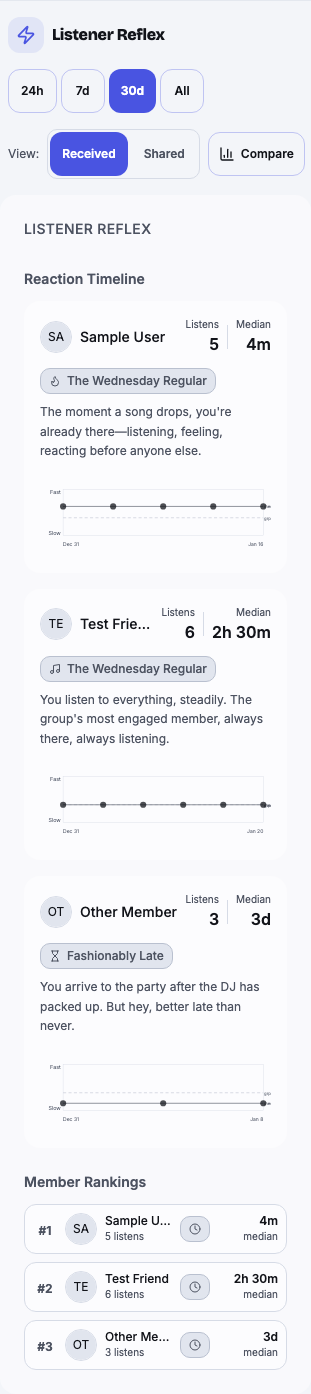 Listener Reflex
24h 7d 30d All
View: Received Shared Compare
LISTENER REFLEX
Reaction Timeline
SA Sample User Listens 5 Median 4m
The Wednesday Regular
The moment a song drops, you're
already there—listening, feeling,
reacting before anyone else.
Fast
Slow
Dec 31 Jan 16
TE Test Frie... Listens 6 Median 2h 30m
The Wednesday Regular
You listen to everything, steadily. The
group's most engaged member, always
there, always listening.
Fast
Slow
Dec 31 Jan 20
OT Other Member Listens 3 Median 3d
Fashionably Late
You arrive to the party after the DJ has
packed up. But hey, better late than
never.
Fast
Slow
Dec 31 Jan 8
Member Rankings
#1 SA Sample U... 4m
5 listens median
#2 TE Test Friend 2h 30m
6 listens median
#3 OT Other Me... 3d
3 listens median